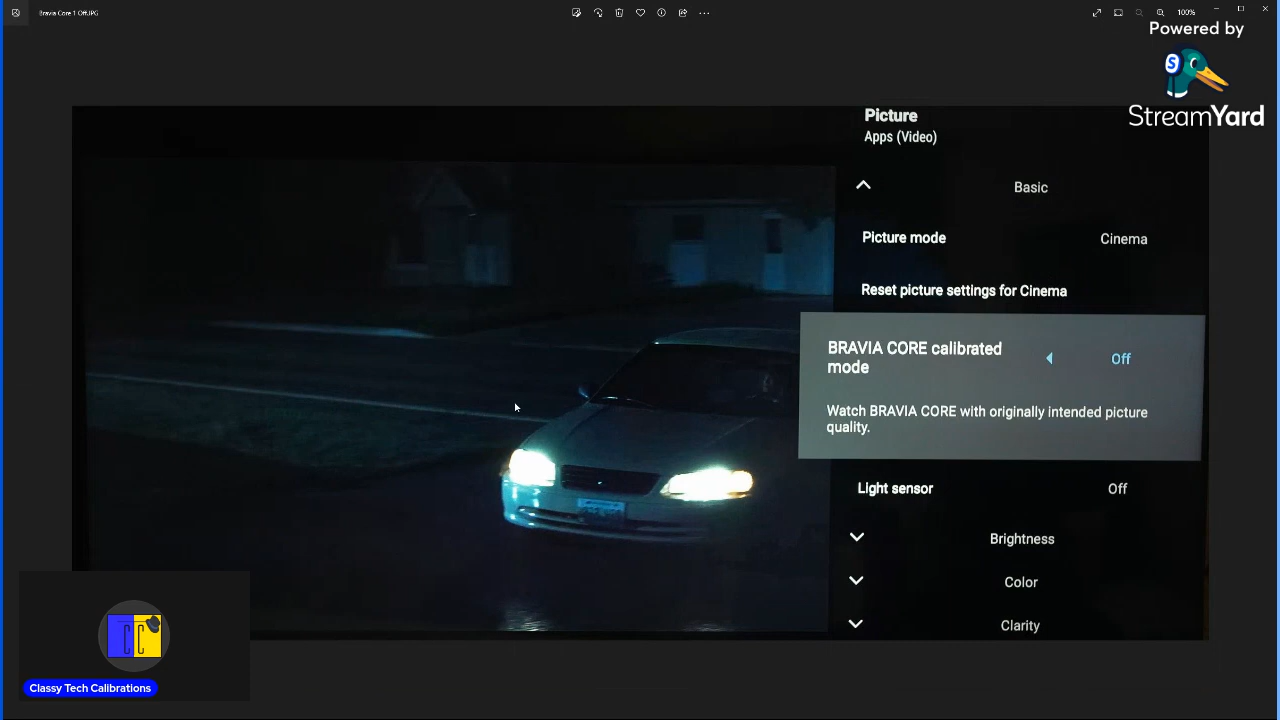 Bravia Core 1 Off.JPG
100%
Powered by
StreamYard
Picture
Apps (Video)
Basic
Picture mode
Cinema
Reset picture settings for Cinema
BRAVIA CORE calibrated
mode
Off
Watch BRAVIA CORE with originally intended picture
quality.
Light sensor
Off
Brightness
Color
Clarity
Classy Tech Calibrations